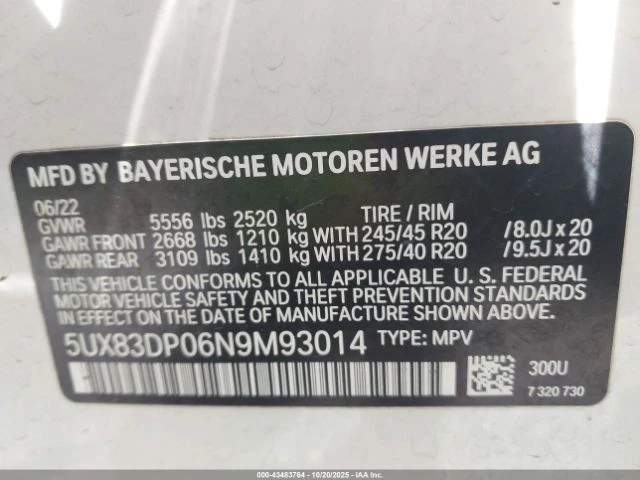 MFD BY BAYERISCHE MOTOREN WERKE AG
06/22
GVWR 5556 lbs 2520 kg TIRE / RIM
GAWR FRONT 2668 lbs 1210 kg WITH 245/45 R20 /8.0J x 20
GAWR REAR 3109 lbs 1410 kg WITH 275/40 R20 /9.5J x 20
THIS VEHICLE CONFORMS TO ALL APPLICABLE U. S. FEDERAL
MOTOR VEHICLE SAFETY AND THEFT PREVENTION STANDARDS
IN EFFECT ON THE DATE OF MANUFACTURE SHOWN ABOVE.
5UX83DP06N9M93014 TYPE: MPV
300U
7 320 730
000-43483764 - 10/20/2025 - IAAI.COM